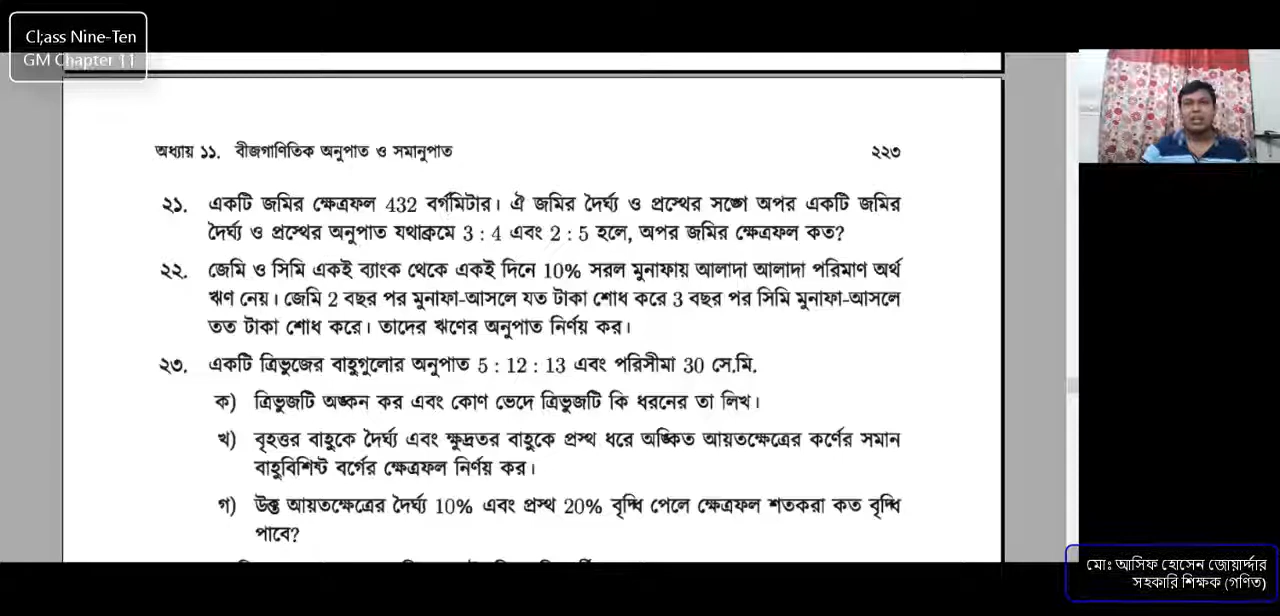 Cl;ass Nine-Ten
GM Chapter 11
অধ্যায় ১১. বীজগাণিতিক অনুপাত ও সমানুপাত ২২৩
২১. একটি জমির ক্ষেত্রফল 432 বর্গমিটার। ঐ জমির দৈর্ঘ্য ও প্রস্থের সঙ্গে অপর একটি জমির
দৈর্ঘ্য ও প্রস্থের অনুপাত যথাক্রমে 3 : 4 এবং 2 : 5 হলে, অপর জমির ক্ষেত্রফল কত?
২২. জেমি ও সিমি একই ব্যাংক থেকে একই দিনে 10% সরল মুনাফায় আলাদা আলাদা পরিমাণ অর্থ
ঋণ নেয়। জেমি 2 বছর পর মুনাফা-আসলে যত টাকা শোধ করে 3 বছর পর সিমি মুনাফা-আসলে
তত টাকা শোধ করে। তাদের ঋণের অনুপাত নির্ণয় কর।
২৩. একটি ত্রিভুজের বাহুগুলোর অনুপাত 5 : 12 : 13 এবং পরিসীমা 30 সে.মি.
ক) ত্রিভুজটি অঙ্কন কর এবং কোণ ভেদে ত্রিভুজটি কি ধরনের তা লিখ।
খ) বৃহত্তর বাহুকে দৈর্ঘ্য এবং ক্ষুদ্রতর বাহুকে প্রস্থ ধরে অঙ্কিত আয়তক্ষেত্রের কর্ণের সমান
বাহুবিশিষ্ট বর্গের ক্ষেত্রফল নির্ণয় কর।
গ) উক্ত আয়তক্ষেত্রের দৈর্ঘ্য 10% এবং প্রস্থ 20% বৃদ্ধি পেলে ক্ষেত্রফল শতকরা কত বৃদ্ধি
পাবে?
মোঃ আসিফ হোসেন জোয়ার্দ্দার
সহকারি শিক্ষক (গণিত)